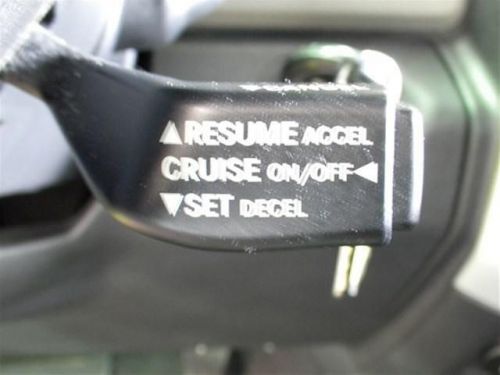 ▲RESUME ACCEL
CRUISE ON/OFF◄
▼SET DECEL